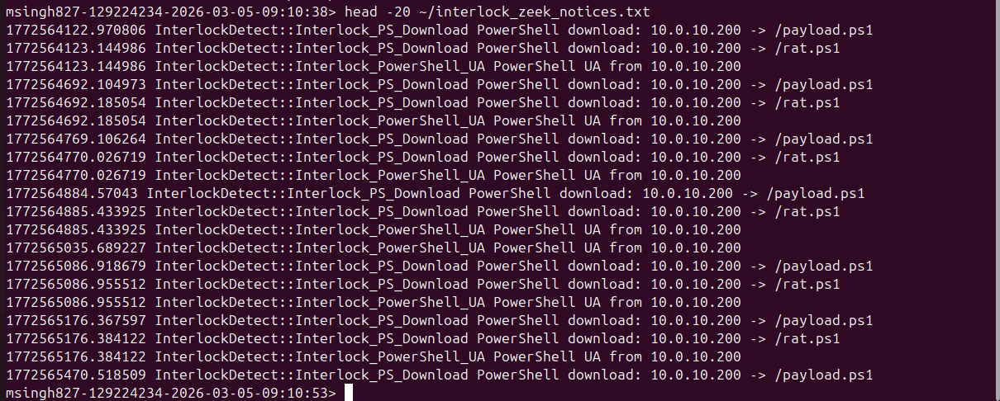 msingh827-129224234-2026-03-05-09:10:38> head -20 ~/interlock_zeek_notices.txt
1772564122.970806 InterlockDetect::Interlock_PS_Download PowerShell download: 10.0.10.200 -> /payload.ps1
1772564123.144986 InterlockDetect::Interlock_PS_Download PowerShell download: 10.0.10.200 -> /rat.ps1
1772564123.144986 InterlockDetect::Interlock_PowerShell_UA PowerShell UA from 10.0.10.200
1772564692.104973 InterlockDetect::Interlock_PS_Download PowerShell download: 10.0.10.200 -> /payload.ps1
1772564692.185054 InterlockDetect::Interlock_PS_Download PowerShell download: 10.0.10.200 -> /rat.ps1
1772564692.185054 InterlockDetect::Interlock_PowerShell_UA PowerShell UA from 10.0.10.200
1772564769.106264 InterlockDetect::Interlock_PS_Download PowerShell download: 10.0.10.200 -> /payload.ps1
1772564770.026719 InterlockDetect::Interlock_PS_Download PowerShell download: 10.0.10.200 -> /rat.ps1
1772564770.026719 InterlockDetect::Interlock_PowerShell_UA PowerShell UA from 10.0.10.200
1772564884.57043 InterlockDetect::Interlock_PS_Download PowerShell download: 10.0.10.200 -> /payload.ps1
1772564885.433925 InterlockDetect::Interlock_PS_Download PowerShell download: 10.0.10.200 -> /rat.ps1
1772564885.433925 InterlockDetect::Interlock_PowerShell_UA PowerShell UA from 10.0.10.200
1772565035.689227 InterlockDetect::Interlock_PowerShell_UA PowerShell UA from 10.0.10.200
1772565086.918679 InterlockDetect::Interlock_PS_Download PowerShell download: 10.0.10.200 -> /payload.ps1
1772565086.955512 InterlockDetect::Interlock_PS_Download PowerShell download: 10.0.10.200 -> /rat.ps1
1772565086.955512 InterlockDetect::Interlock_PowerShell_UA PowerShell UA from 10.0.10.200
1772565176.367597 InterlockDetect::Interlock_PS_Download PowerShell download: 10.0.10.200 -> /payload.ps1
1772565176.384122 InterlockDetect::Interlock_PS_Download PowerShell download: 10.0.10.200 -> /rat.ps1
1772565176.384122 InterlockDetect::Interlock_PowerShell_UA PowerShell UA from 10.0.10.200
1772565470.518509 InterlockDetect::Interlock_PS_Download PowerShell download: 10.0.10.200 -> /payload.ps1
msingh827-129224234-2026-03-05-09:10:53>